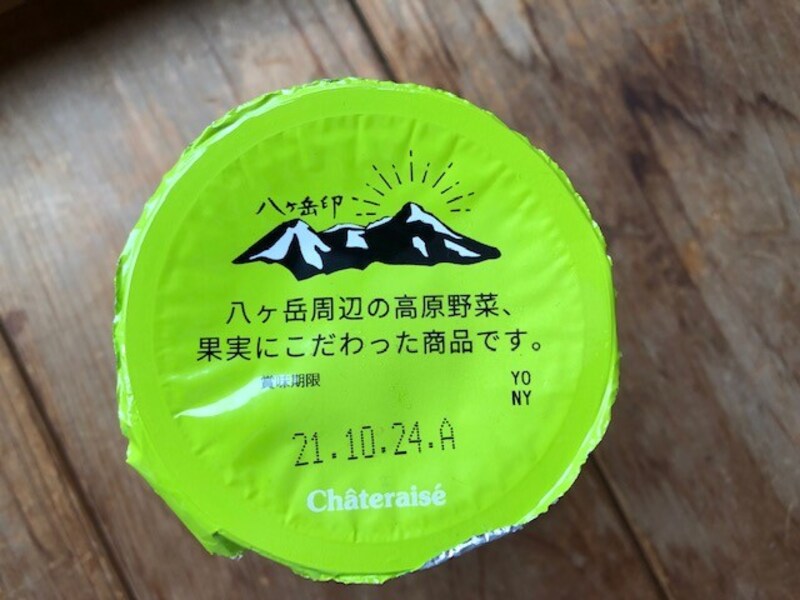 八ヶ岳印
八ヶ岳周辺の高原野菜、
果実にこだわった商品です。
賞味期限
YO
NY
21.10.24.A
Châteraisé